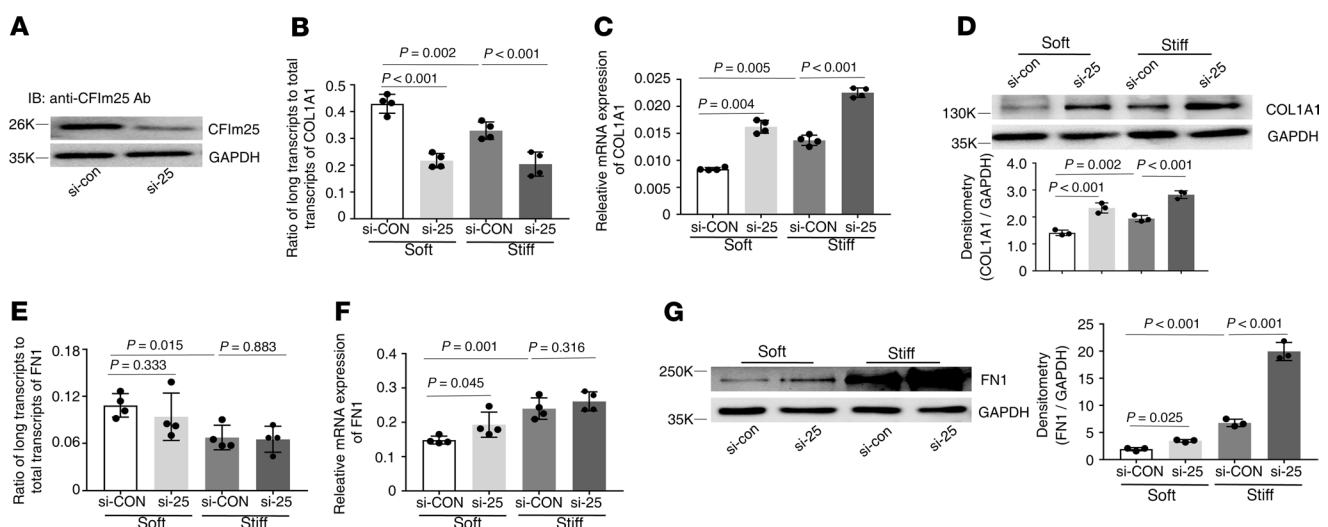 A
IB: anti-CFIm25 Ab
26K
CFIm25
35K
GAPDH
si-con
si-25
B
Ratio of long transcripts to total
transcripts of COL1A1
P = 0.002
P < 0.001
P < 0.001
0.5
0.4
0.3
0.2
0.1
0
si-CON
si-25
si-CON
si-25
Soft
Stiff
C
Releative mRNA expression
of COL1A1
P = 0.005
P < 0.001
P = 0.004
0.025
0.020
0.015
0.010
0.005
0.000
si-CON
si-25
si-CON
si-25
Soft
Stiff
D
Soft
Stiff
si-con
si-25
si-con
si-25
130K
COL1A1
35K
GAPDH
Densitometry
(COL1A1 / GAPDH)
P = 0.002
P < 0.001
P < 0.001
4.0
3.0
2.0
1.0
0.0
E
Ratio of long transcripts to
total transcripts of FN1
P = 0.015
P = 0.883
P = 0.333
0.18
0.12
0.06
0.00
si-CON
si-25
si-CON
si-25
Soft
Stiff
F
Releative mRNA expression
of FN1
P = 0.001
P = 0.316
P = 0.045
0.4
0.3
0.2
0.1
0.0
si-CON
si-25
si-CON
si-25
Soft
Stiff
G
Soft
Stiff
250K
FN1
GAPDH
35K
si-con
si-25
si-con
si-25
Densitometry
(FN1 / GAPDH)
P < 0.001
P < 0.001
P = 0.025
25
20
15
10
5
0
si-CON
si-25
si-CON
si-25
Soft
Stiff